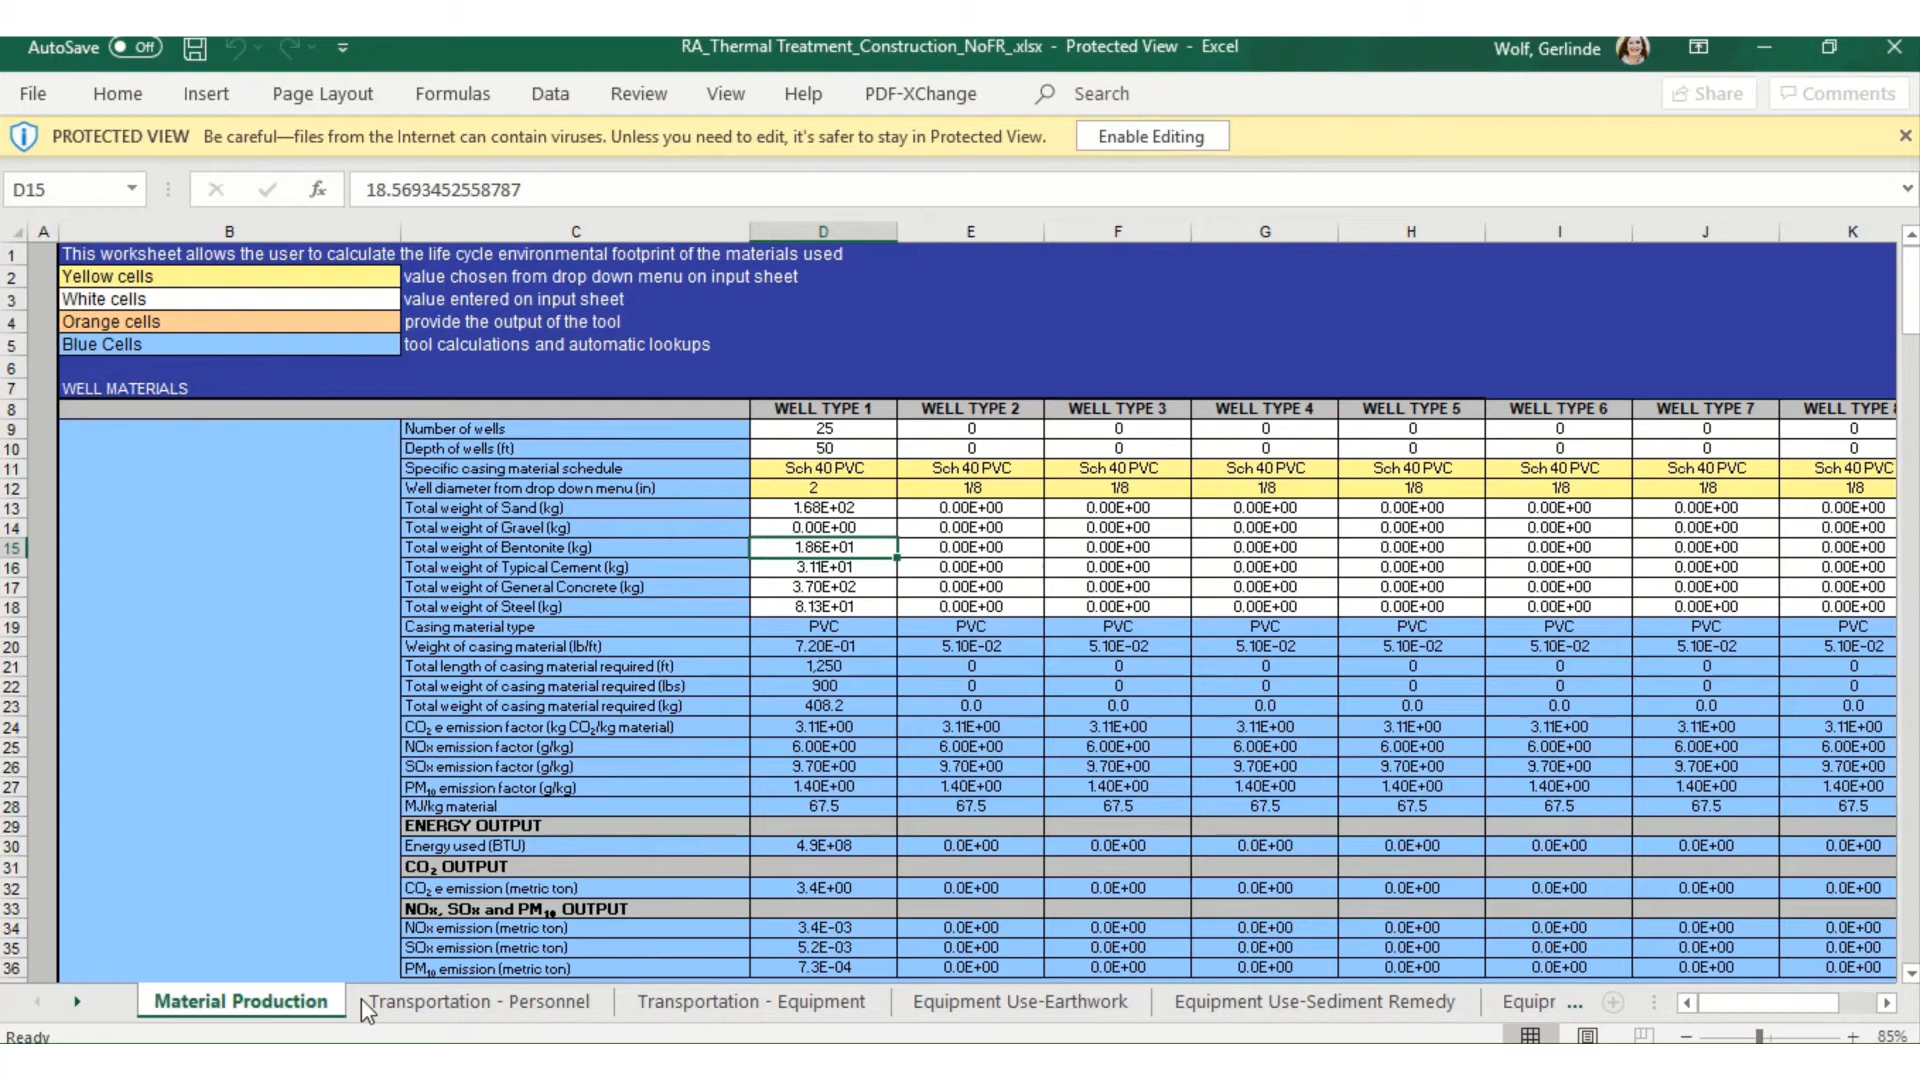 AutoSave Off RA_Thermal Treatment_Construction_NoFR_.xlsx - Protected View - Excel Wolf, Gerlinde
File Home Insert Page Layout Formulas Data Review View Help PDF-XChange Search Share Comments
PROTECTED VIEW Be careful—files from the Internet can contain viruses. Unless you need to edit, it's safer to stay in Protected View. Enable Editing
D15 fx 18.5693452558787
A B C D E F G H I J K
1 This worksheet allows the user to calculate the life cycle environmental footprint of the materials used
2 Yellow cells value chosen from drop down menu on input sheet
3 White cells value entered on input sheet
4 Orange cells provide the output of the tool
5 Blue Cells tool calculations and automatic lookups
6
7 WELL MATERIALS
8 WELL TYPE 1 WELL TYPE 2 WELL TYPE 3 WELL TYPE 4 WELL TYPE 5 WELL TYPE 6 WELL TYPE 7 WELL TYPE
9 Number of wells 25 0 0 0 0 0 0 0
10 Depth of wells (ft) 50 0 0 0 0 0 0 0
11 Specific casing material schedule Sch 40 PVC Sch 40 PVC Sch 40 PVC Sch 40 PVC Sch 40 PVC Sch 40 PVC Sch 40 PVC Sch 40 PVC
12 Well diameter from drop down menu (in) 2 1/8 1/8 1/8 1/8 1/8 1/8 1/8
13 Total weight of Sand (kg) 1.68E+02 0.00E+00 0.00E+00 0.00E+00 0.00E+00 0.00E+00 0.00E+00 0.00E+00
14 Total weight of Gravel (kg) 0.00E+00 0.00E+00 0.00E+00 0.00E+00 0.00E+00 0.00E+00 0.00E+00 0.00E+00
15 Total weight of Bentonite (kg) 1.86E+01 0.00E+00 0.00E+00 0.00E+00 0.00E+00 0.00E+00 0.00E+00 0.00E+00
16 Total weight of Typical Cement (kg) 3.11E+01 0.00E+00 0.00E+00 0.00E+00 0.00E+00 0.00E+00 0.00E+00 0.00E+00
17 Total weight of General Concrete (kg) 3.70E+02 0.00E+00 0.00E+00 0.00E+00 0.00E+00 0.00E+00 0.00E+00 0.00E+00
18 Total weight of Steel (kg) 8.13E+01 0.00E+00 0.00E+00 0.00E+00 0.00E+00 0.00E+00 0.00E+00 0.00E+00
19 Casing material type PVC PVC PVC PVC PVC PVC PVC PVC
20 Weight of casing material (lb/ft) 7.20E-01 5.10E-02 5.10E-02 5.10E-02 5.10E-02 5.10E-02 5.10E-02 5.10E-02
21 Total length of casing material required (ft) 1,250 0 0 0 0 0 0 0
22 Total weight of casing material required (lbs) 900 0 0 0 0 0 0 0
23 Total weight of casing material required (kg) 408.2 0.0 0.0 0.0 0.0 0.0 0.0 0.0
24 CO₂ e emission factor (kg CO₂/kg material) 3.11E+00 3.11E+00 3.11E+00 3.11E+00 3.11E+00 3.11E+00 3.11E+00 3.11E+00
25 NOx emission factor (g/kg) 6.00E+00 6.00E+00 6.00E+00 6.00E+00 6.00E+00 6.00E+00 6.00E+00 6.00E+00
26 SOx emission factor (g/kg) 9.70E+00 9.70E+00 9.70E+00 9.70E+00 9.70E+00 9.70E+00 9.70E+00 9.70E+00
27 PM₁₀ emission factor (g/kg) 1.40E+00 1.40E+00 1.40E+00 1.40E+00 1.40E+00 1.40E+00 1.40E+00 1.40E+00
28 MJ/kg material 67.5 67.5 67.5 67.5 67.5 67.5 67.5 67.5
29 ENERGY OUTPUT
30 Energy used (BTU) 4.9E+08 0.0E+00 0.0E+00 0.0E+00 0.0E+00 0.0E+00 0.0E+00 0.0E+00
31 CO₂ OUTPUT
32 CO₂ e emission (metric ton) 3.4E+00 0.0E+00 0.0E+00 0.0E+00 0.0E+00 0.0E+00 0.0E+00 0.0E+00
33 NOx, SOx and PM₁₀ OUTPUT
34 NOx emission (metric ton) 3.4E-03 0.0E+00 0.0E+00 0.0E+00 0.0E+00 0.0E+00 0.0E+00 0.0E+00
35 SOx emission (metric ton) 5.2E-03 0.0E+00 0.0E+00 0.0E+00 0.0E+00 0.0E+00 0.0E+00 0.0E+00
36 PM₁₀ emission (metric ton) 7.3E-04 0.0E+00 0.0E+00 0.0E+00 0.0E+00 0.0E+00 0.0E+00 0.0E+00
Material Production Transportation - Personnel Transportation - Equipment Equipment Use-Earthwork Equipment Use-Sediment Remedy Equipr ...
Ready 85%